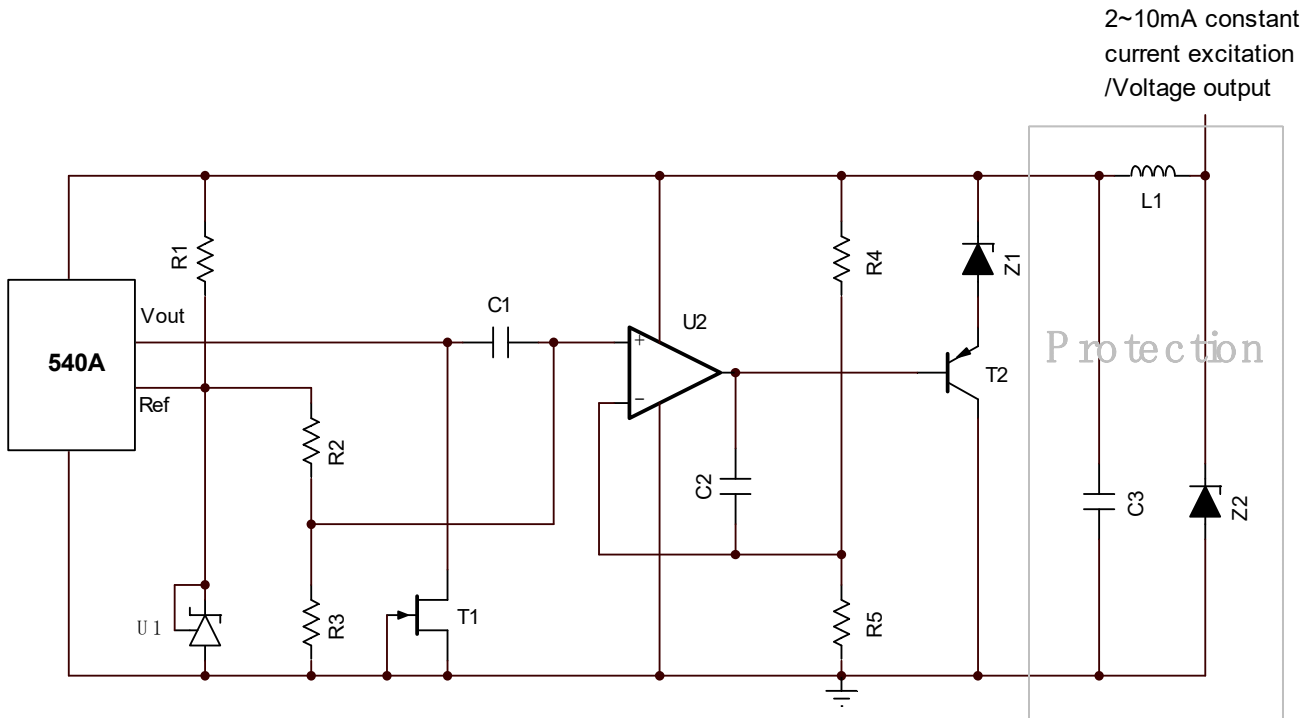 2~10mA constant
current excitation
/Voltage output
L1
R1
R4
Z1
Vout
C1
U2
+
540A
Protection
T2
Ref
−
R2
C2
C3
Z2
U1
R3
T1
R5